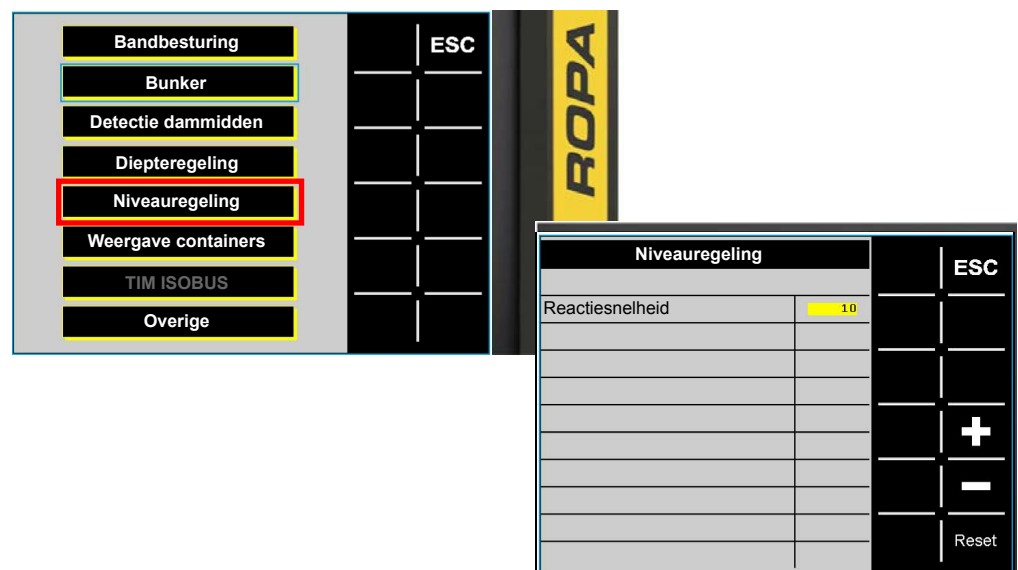 Bandbesturing
ESC
Bunker
Detectie dammidden
Diepteregeling
Niveauregeling
Weergave containers
TIM ISOBUS
Overige
ROPA
Niveauregeling
ESC
Reactiesnelheid 10
+
−
Reset